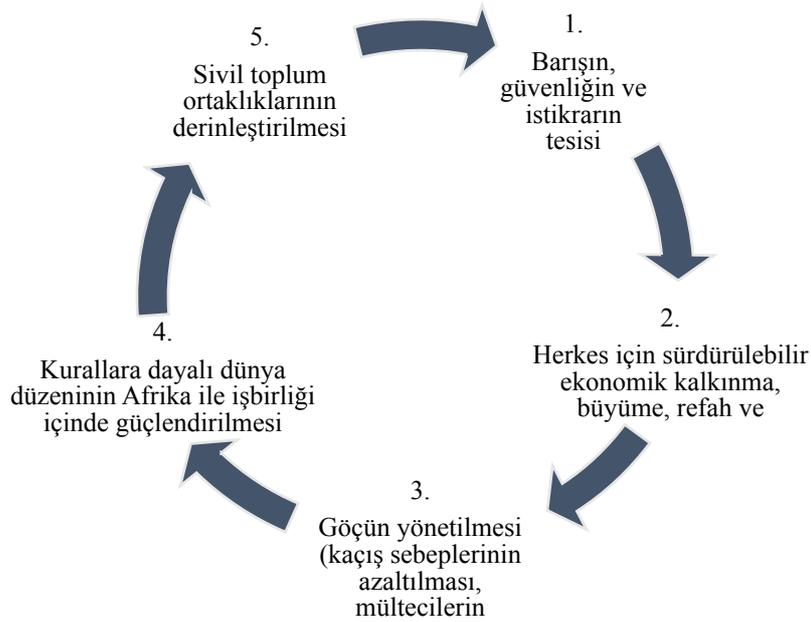 1.
Barışın,
güvenliğin ve
istikrarın
tesisi
2.
Herkes için sürdürülebilir
ekonomik kalkınma,
büyüme, refah ve
3.
Göçün yönetilmesi
(kaçış sebeplerinin
azaltılması,
mültecilerin
4.
Kurallara dayalı dünya
düzeninin Afrika ile işbirliği
içinde güçlendirilmesi
5.
Sivil toplum
ortaklıklarının
derinleştirilmesi